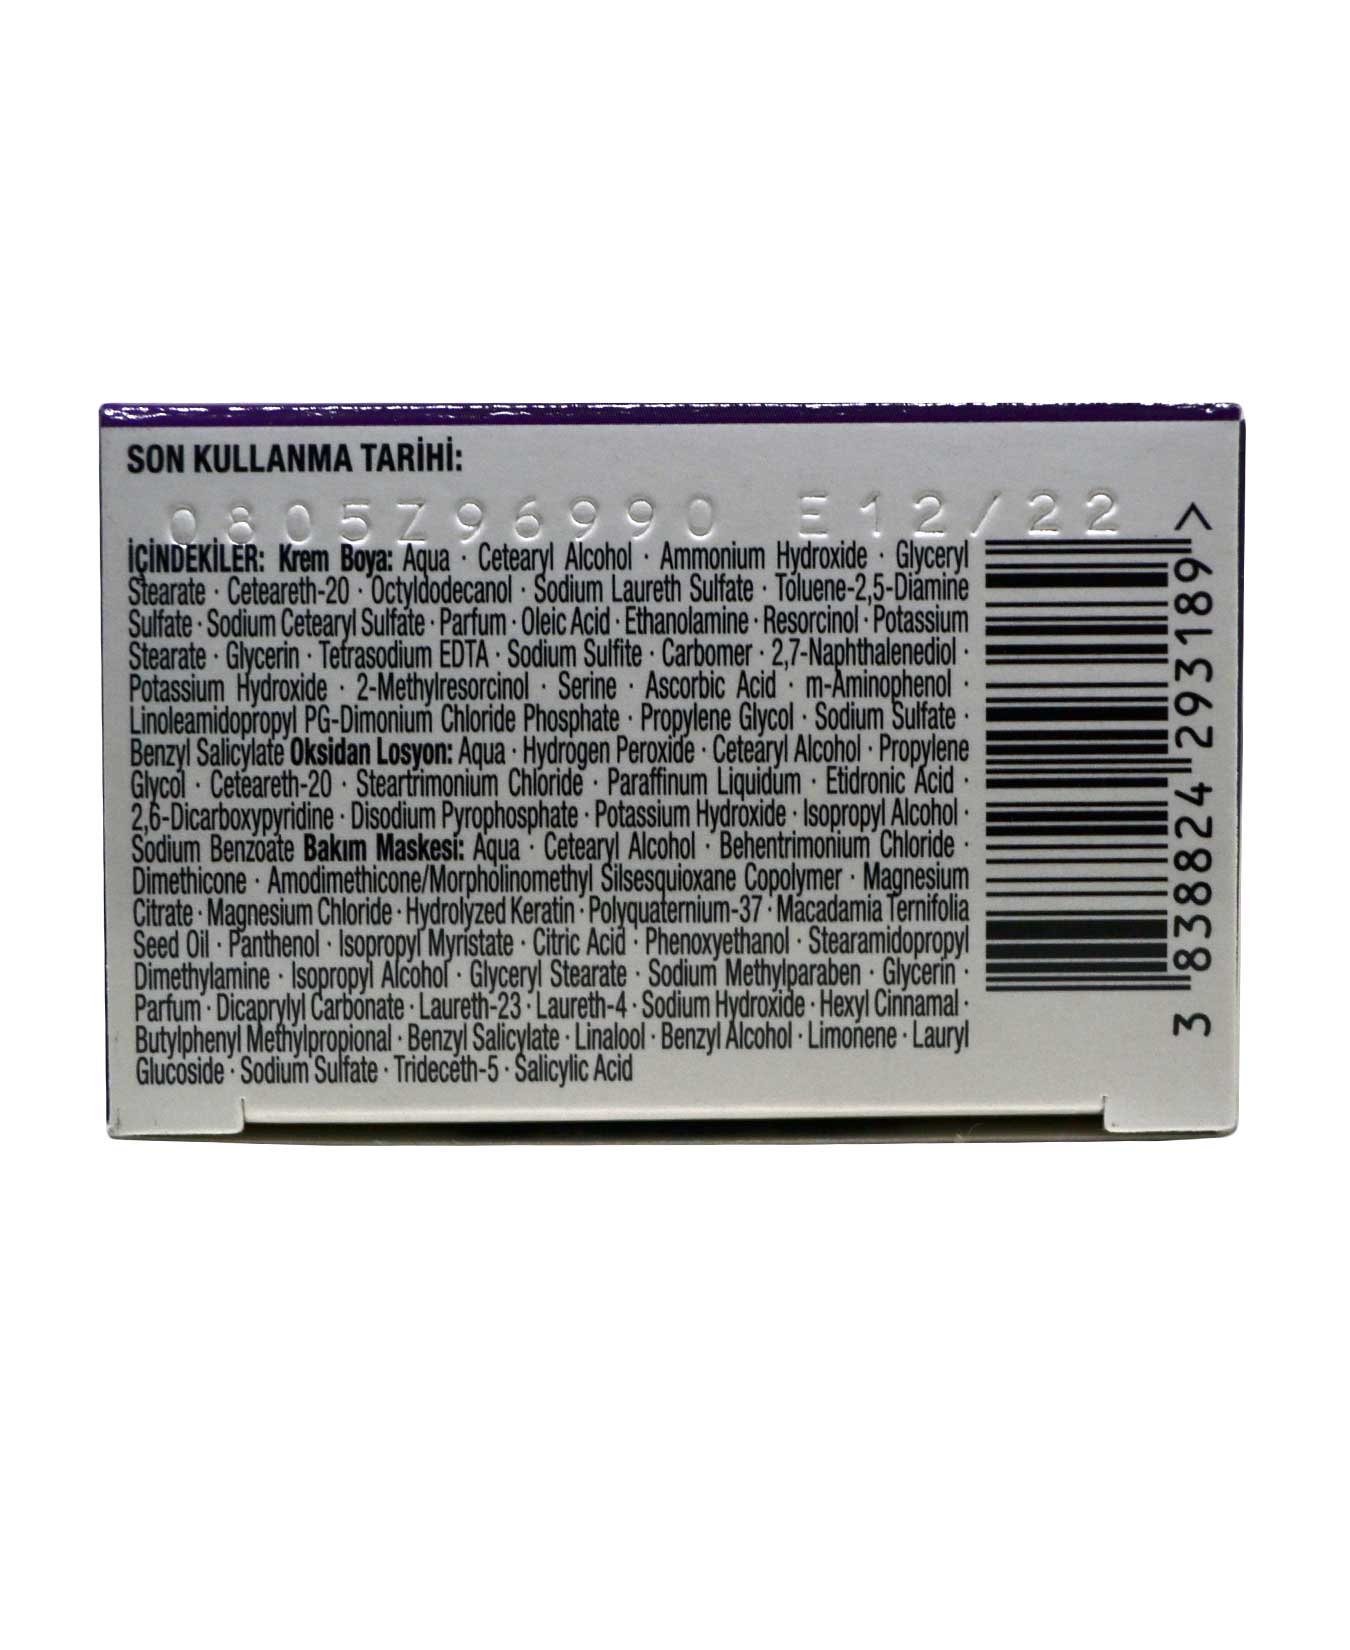 SON KULLANMA TARİHİ:
0805Z96990 E12/22
İÇİNDEKİLER: Krem Boya: Aqua · Cetearyl Alcohol · Ammonium Hydroxide · Glyceryl
Stearate · Ceteareth-20 · Octyldodecanol · Sodium Laureth Sulfate · Toluene-2,5-Diamine
Sulfate · Sodium Cetearyl Sulfate · Parfum · Oleic Acid · Ethanolamine · Resorcinol · Potassium
Stearate · Glycerin · Tetrasodium EDTA · Sodium Sulfite · Carbomer · 2,7-Naphthalenediol ·
Potassium Hydroxide · 2-Methylresorcinol · Serine · Ascorbic Acid · m-Aminophenol ·
Linoleamidopropyl PG-Dimonium Chloride Phosphate · Propylene Glycol · Sodium Sulfate ·
Benzyl Salicylate Oksidan Losyon: Aqua · Hydrogen Peroxide · Cetearyl Alcohol · Propylene
Glycol · Ceteareth-20 · Steartrimonium Chloride · Paraffinum Liquidum · Etidronic Acid ·
2,6-Dicarboxypyridine · Disodium Pyrophosphate · Potassium Hydroxide · Isopropyl Alcohol ·
Sodium Benzoate Bakım Maskesi: Aqua · Cetearyl Alcohol · Behentrimonium Chloride ·
Dimethicone · Amodimethicone/Morpholinomethyl Silsesquioxane Copolymer · Magnesium
Citrate · Magnesium Chloride · Hydrolyzed Keratin · Polyquaternium-37 · Macadamia Ternifolia
Seed Oil · Panthenol · Isopropyl Myristate · Citric Acid · Phenoxyethanol · Stearamidopropyl
Dimethylamine · Isopropyl Alcohol · Glyceryl Stearate · Sodium Methylparaben · Glycerin ·
Parfum · Dicaprylyl Carbonate · Laureth-23 · Laureth-4 · Sodium Hydroxide · Hexyl Cinnamal ·
Butylphenyl Methylpropional · Benzyl Salicylate · Linalool · Benzyl Alcohol · Limonene · Lauryl
Glucoside · Sodium Sulfate · Trideceth-5 · Salicylic Acid
3 838824 293189 >